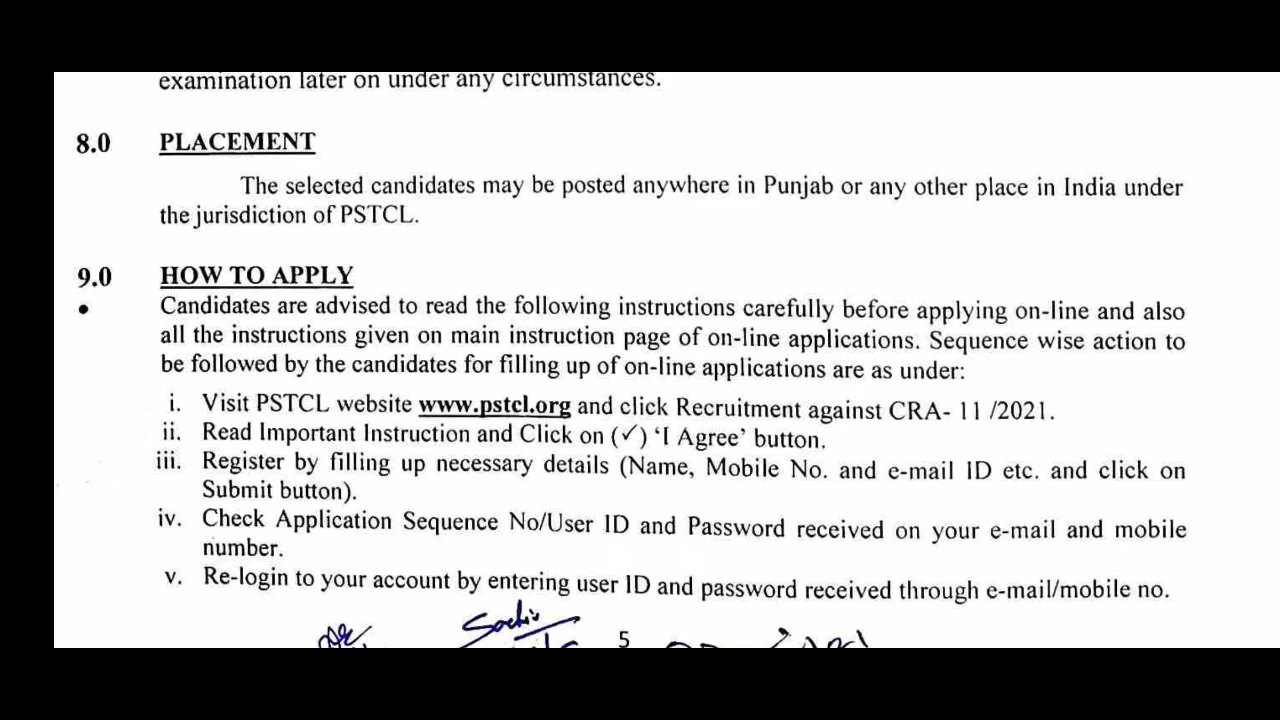 examination later on under any circumstances.
8.0 PLACEMENT
The selected candidates may be posted anywhere in Punjab or any other place in India under
the jurisdiction of PSTCL.
9.0 HOW TO APPLY
• Candidates are advised to read the following instructions carefully before applying on-line and also
all the instructions given on main instruction page of on-line applications. Sequence wise action to
be followed by the candidates for filling up of on-line applications are as under:
i. Visit PSTCL website www.pstcl.org and click Recruitment against CRA- 11 /2021.
ii. Read Important Instruction and Click on (✓) ‘I Agree’ button.
iii. Register by filling up necessary details (Name, Mobile No. and e-mail ID etc. and click on
Submit button).
iv. Check Application Sequence No/User ID and Password received on your e-mail and mobile
number.
v. Re-login to your account by entering user ID and password received through e-mail/mobile no.
5